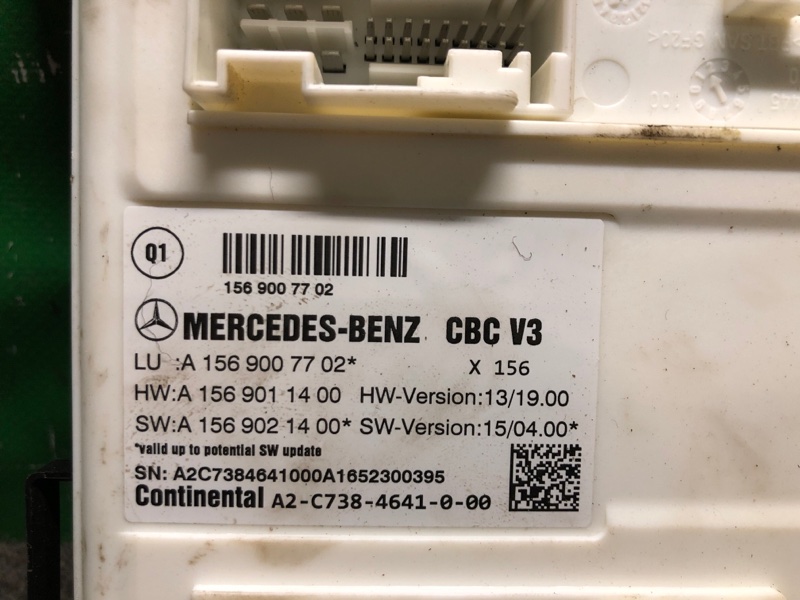 Q1
156 900 77 02
MERCEDES-BENZ CBC V3
LU :A 156 900 77 02* X 156
HW:A 156 901 14 00 HW-Version:13/19.00
SW:A 156 902 14 00* SW-Version:15/04.00*
*valid up to potential SW update
SN: A2C7384641000A1652300395
Continental A2-C738-4641-0-00